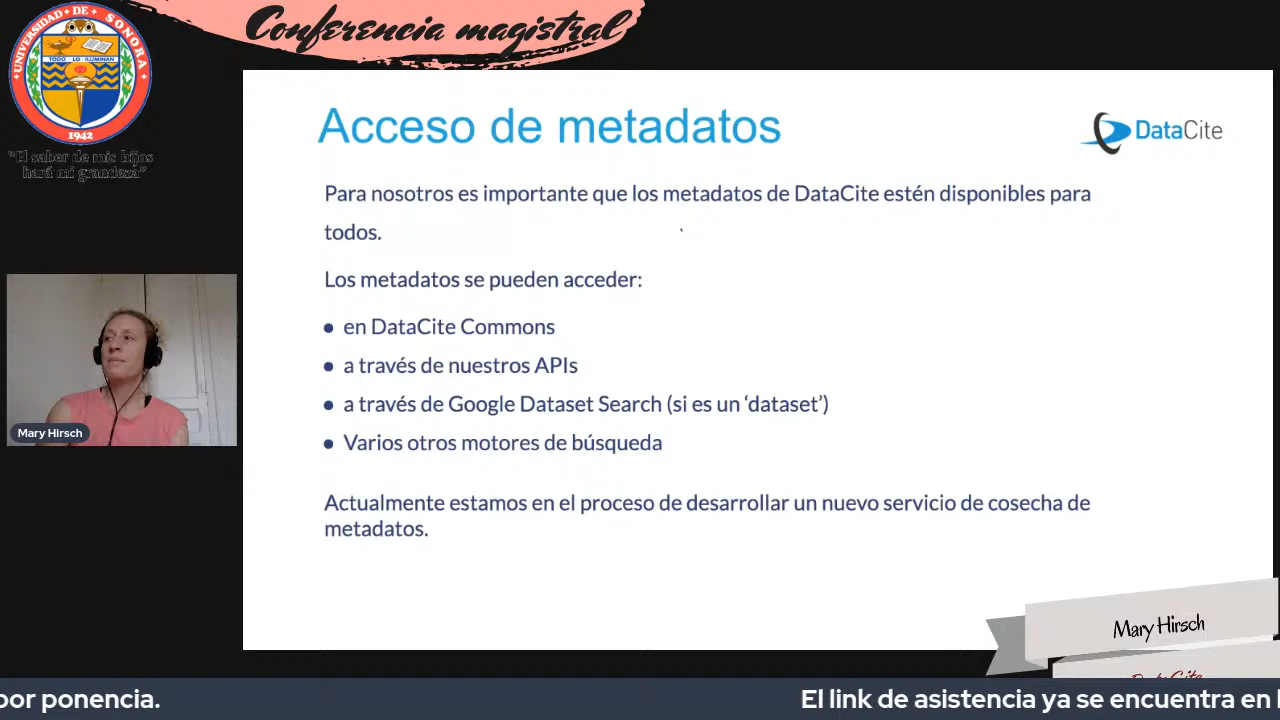 Conferencia magistral
UNIVERSIDAD DE SONORA
TODO LO ILUMINAN
1942
"El saber de mis hijos
hará mi grandeza"
Acceso de metadatos
DataCite
Para nosotros es importante que los metadatos de DataCite estén disponibles para
todos.
Los metadatos se pueden acceder:
• en DataCite Commons
• a través de nuestros APIs
• a través de Google Dataset Search (si es un ‘dataset’)
• Varios otros motores de búsqueda
Actualmente estamos en el proceso de desarrollar un nuevo servicio de cosecha de
metadatos.
Mary Hirsch
Mary Hirsch
DataCite
por ponencia.
El link de asistencia ya se encuentra en